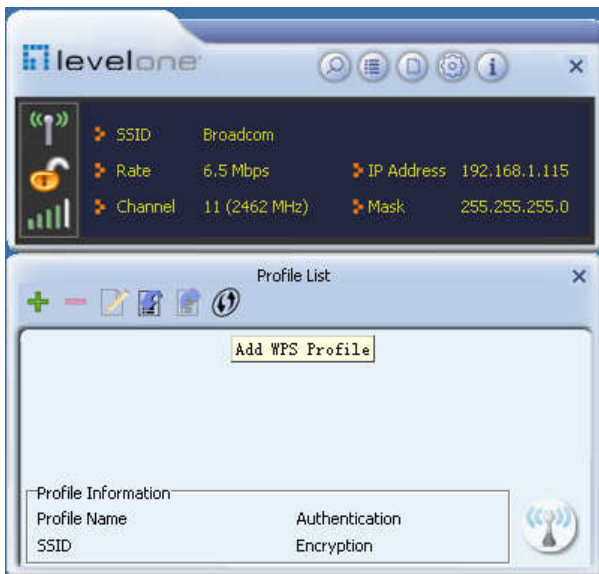 levelone
SSID Broadcom
Rate 6.5 Mbps IP Address 192.168.1.115
Channel 11 (2462 MHz) Mask 255.255.255.0
Profile List
Add WPS Profile
Profile Information
Profile Name Authentication
SSID Encryption